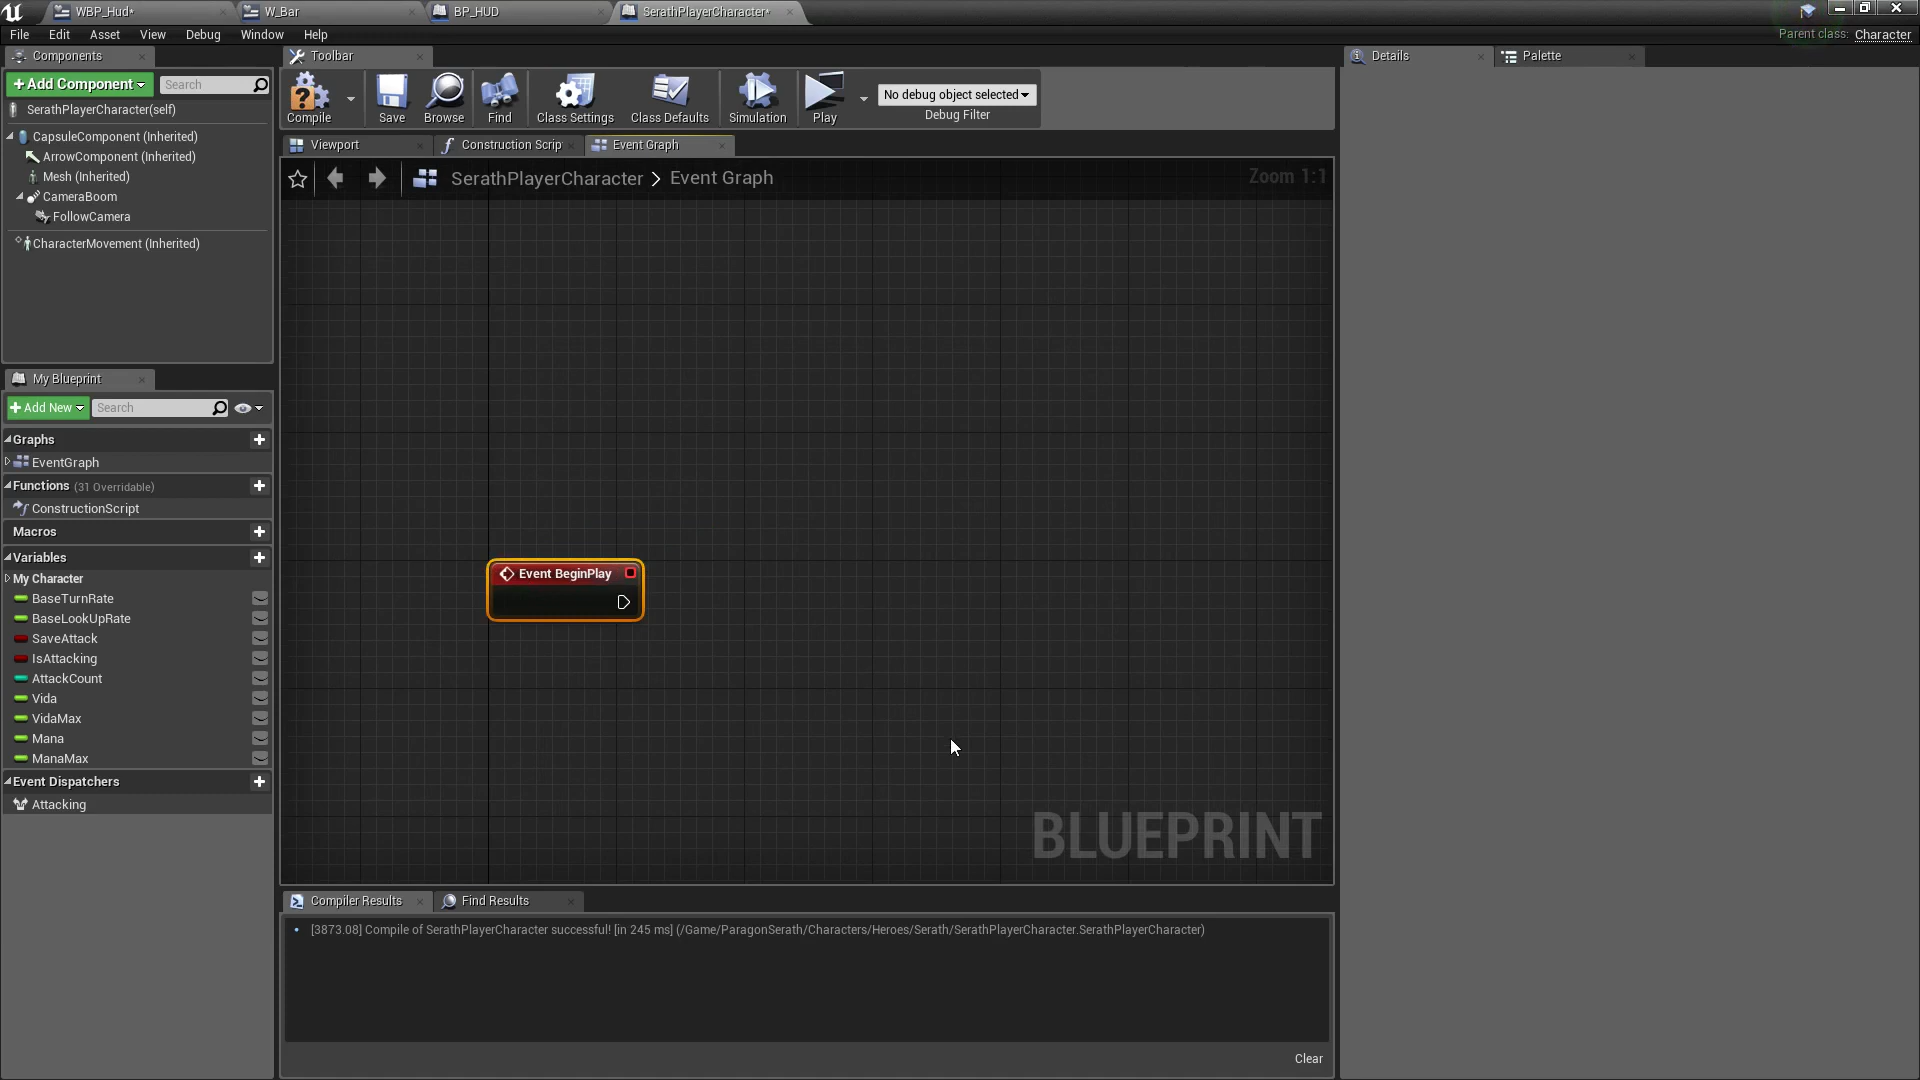 WBP_Hud*
W_Bar
BP_HUD
SerathPlayerCharacter*
File
Edit
Asset
View
Debug
Window
Help
Parent class: Character
Components
Toolbar
Details
Palette
+ Add Component
Search
SerathPlayerCharacter(self)
CapsuleComponent (Inherited)
ArrowComponent (Inherited)
Mesh (Inherited)
CameraBoom
FollowCamera
CharacterMovement (Inherited)
Compile
Save
Browse
Find
Class Settings
Class Defaults
Simulation
Play
No debug object selected
Debug Filter
Viewport
Construction Scrip
Event Graph
SerathPlayerCharacter > Event Graph
Zoom 1:1
Event BeginPlay
BLUEPRINT
My Blueprint
+ Add New
Search
Graphs
EventGraph
Functions (31 Overridable)
ConstructionScript
Macros
Variables
My Character
BaseTurnRate
BaseLookUpRate
SaveAttack
IsAttacking
AttackCount
Vida
VidaMax
Mana
ManaMax
Event Dispatchers
Attacking
Compiler Results
Find Results
[3873.08] Compile of SerathPlayerCharacter successful! [in 245 ms] (/Game/ParagonSerath/Characters/Heroes/Serath/SerathPlayerCharacter.SerathPlayerCharacter)
Clear